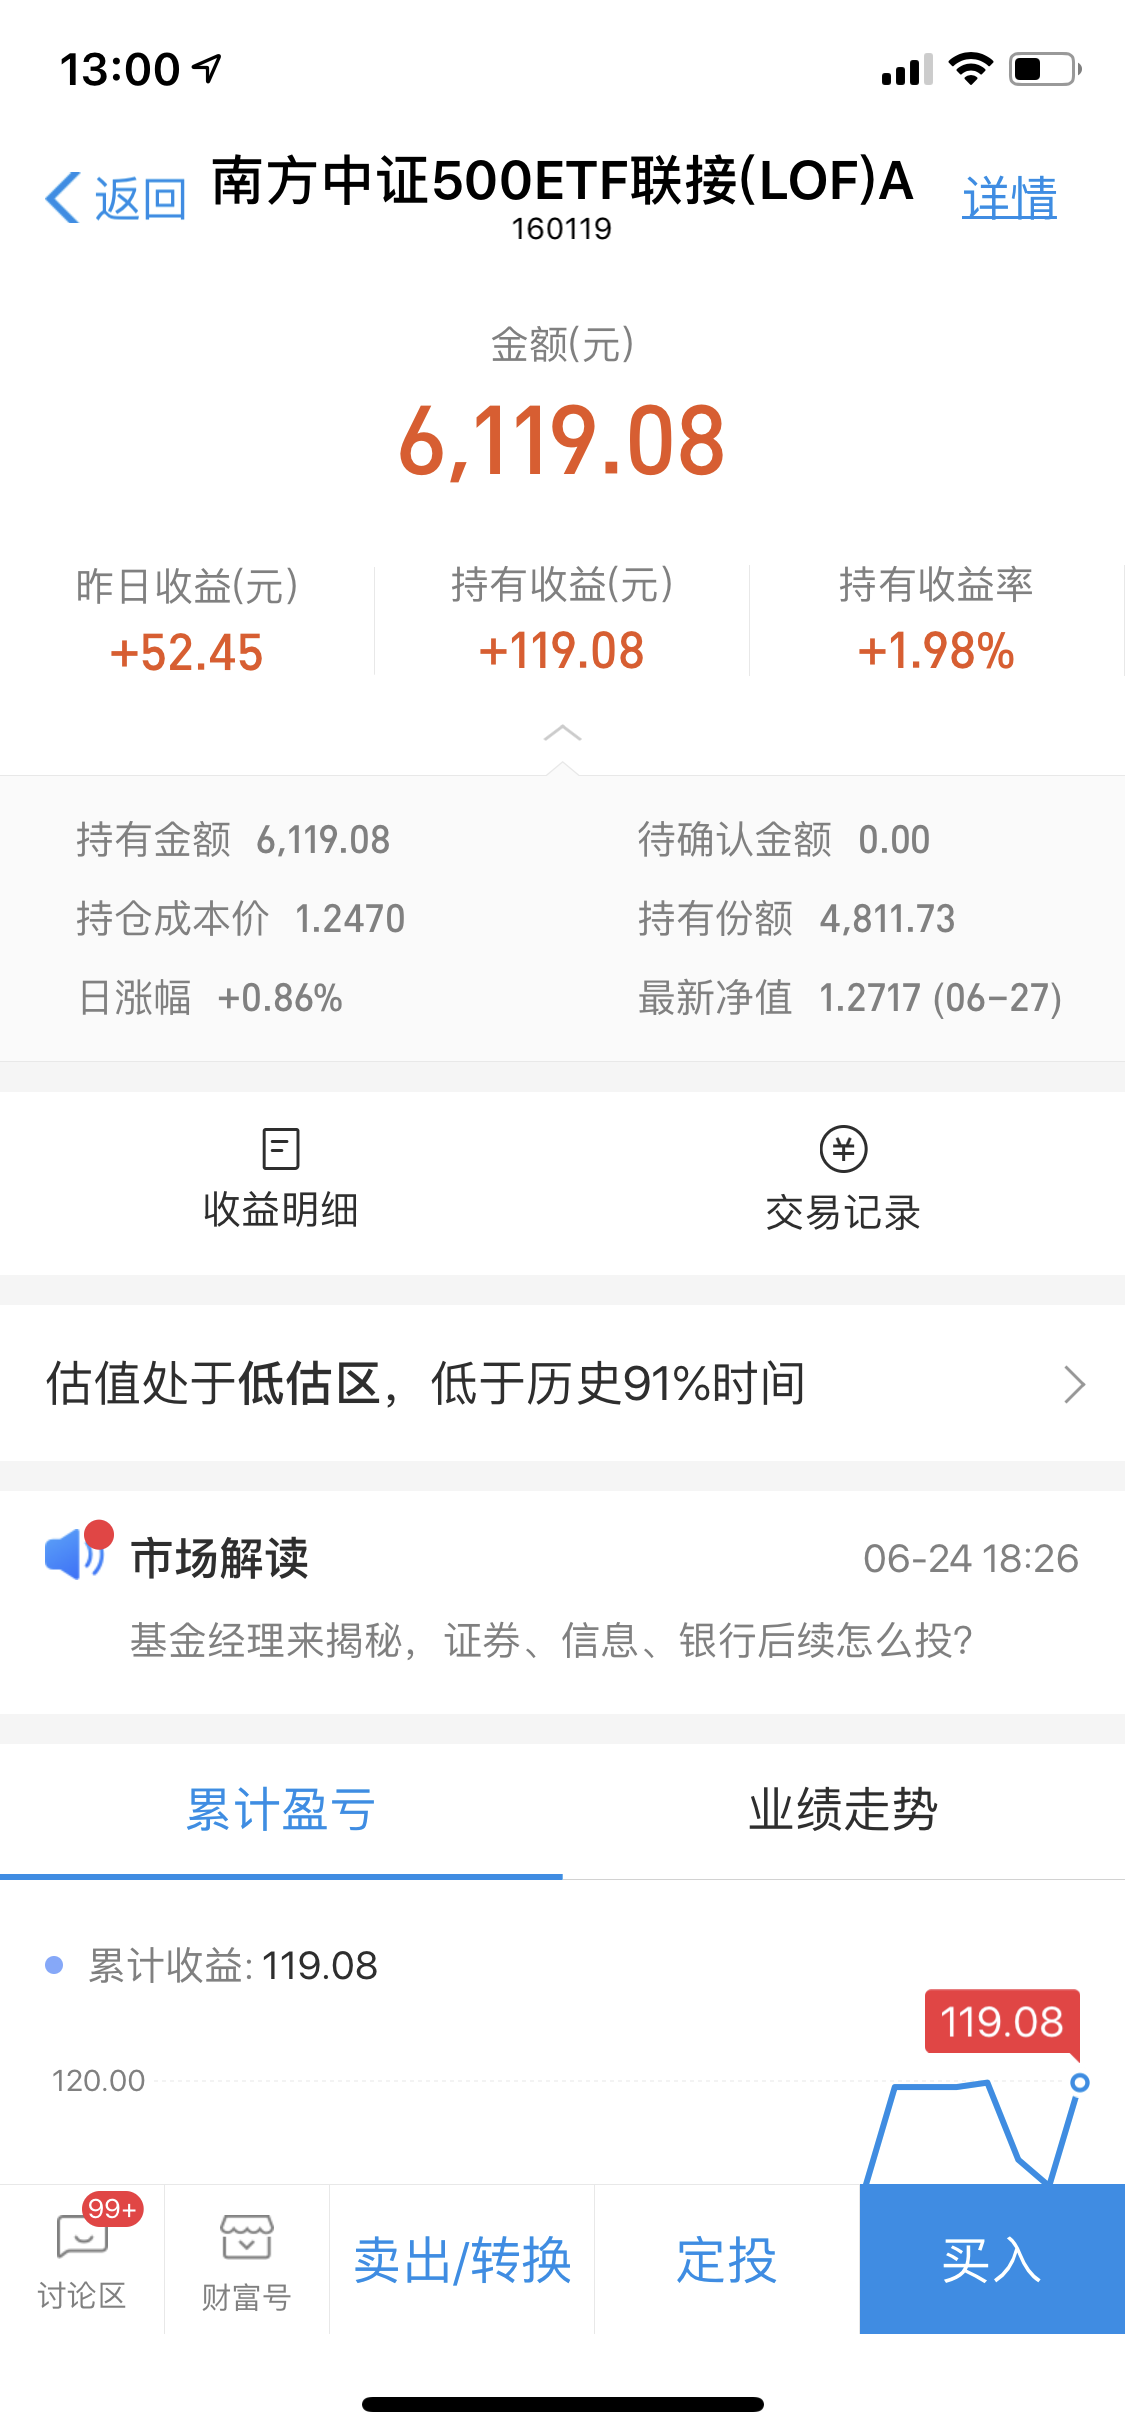 13:00
返回
南方中证500ETF联接(LOF)A
详情
160119
金额(元)
6,119.08
昨日收益(元)
持有收益(元)
持有收益率
+52.45
+119.08
+1.98%
持有金额 6,119.08
待确认金额 0.00
持仓成本价 1.2470
持有份额 4,811.73
日涨幅 +0.86%
最新净值 1.2717 (06-27)
收益明细
交易记录
估值处于低估区，低于历史91%时间
市场解读
06-24 18:26
基金经理来揭秘，证券、信息、银行后续怎么投?
累计盈亏
业绩走势
累计收益: 119.08
119.08
120.00
99+
讨论区
财富号
卖出/转换
定投
买入